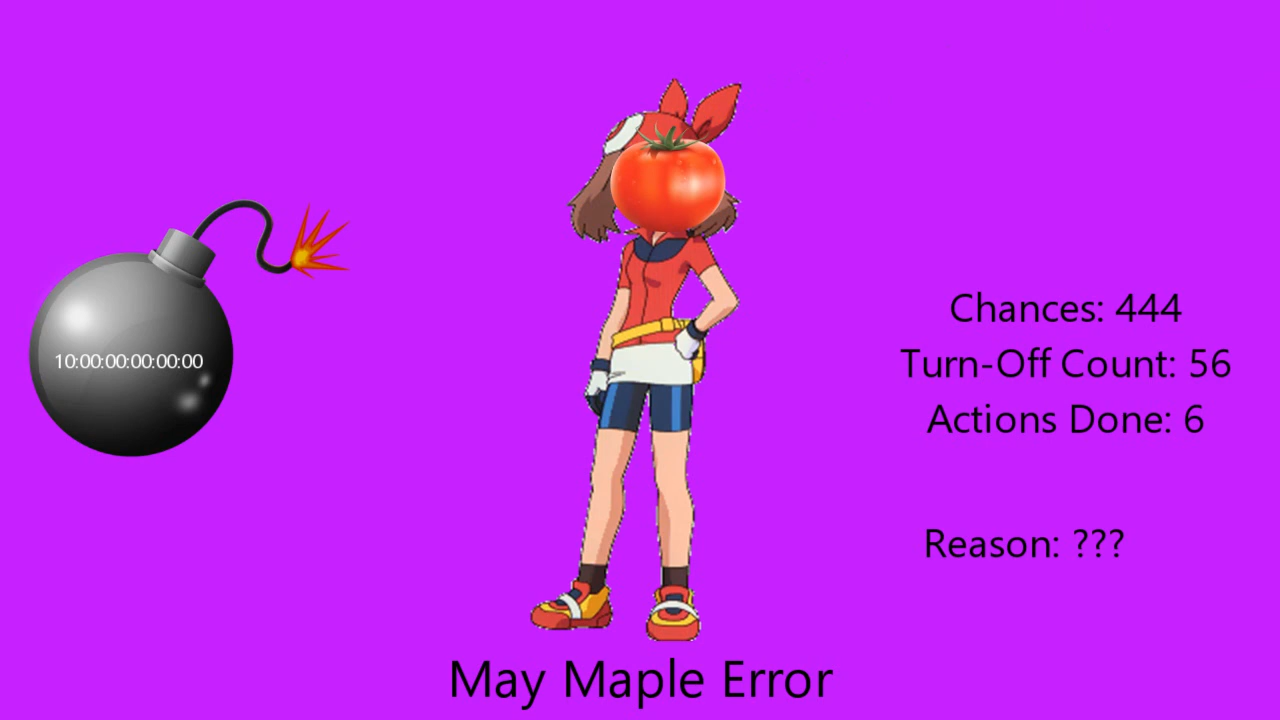 10:00:00:00:00:00
Chances: 444
Turn-Off Count: 56
Actions Done: 6
Reason: ???
May Maple Error